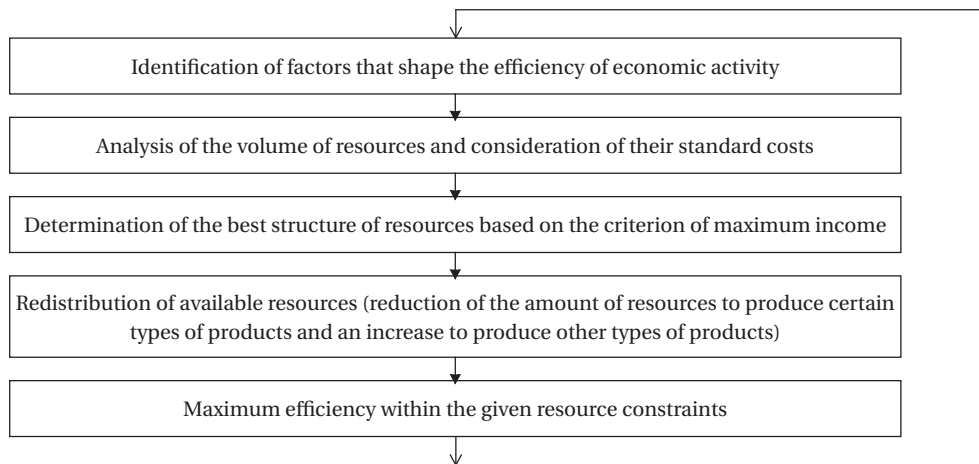 Identification of factors that shape the efficiency of economic activity
Analysis of the volume of resources and consideration of their standard costs
Determination of the best structure of resources based on the criterion of maximum income
Redistribution of available resources (reduction of the amount of resources to produce certain
types of products and an increase to produce other types of products)
Maximum efficiency within the given resource constraints